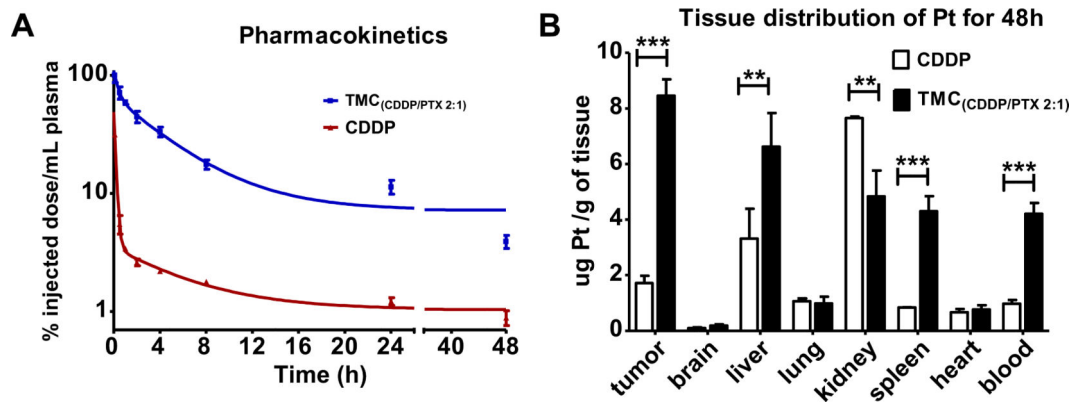 A
Pharmacokinetics
% injected dose/mL plasma
100
10
1
TMC(CDDP/PTX 2:1)
CDDP
0 4 8 12 16 20 24 40 48
Time (h)
B
Tissue distribution of Pt for 48h
ug Pt /g of tissue
10
8
6
4
2
0
CDDP
TMC(CDDP/PTX 2:1)
*** ** ** *** ***
tumor brain liver lung kidney spleen heart blood